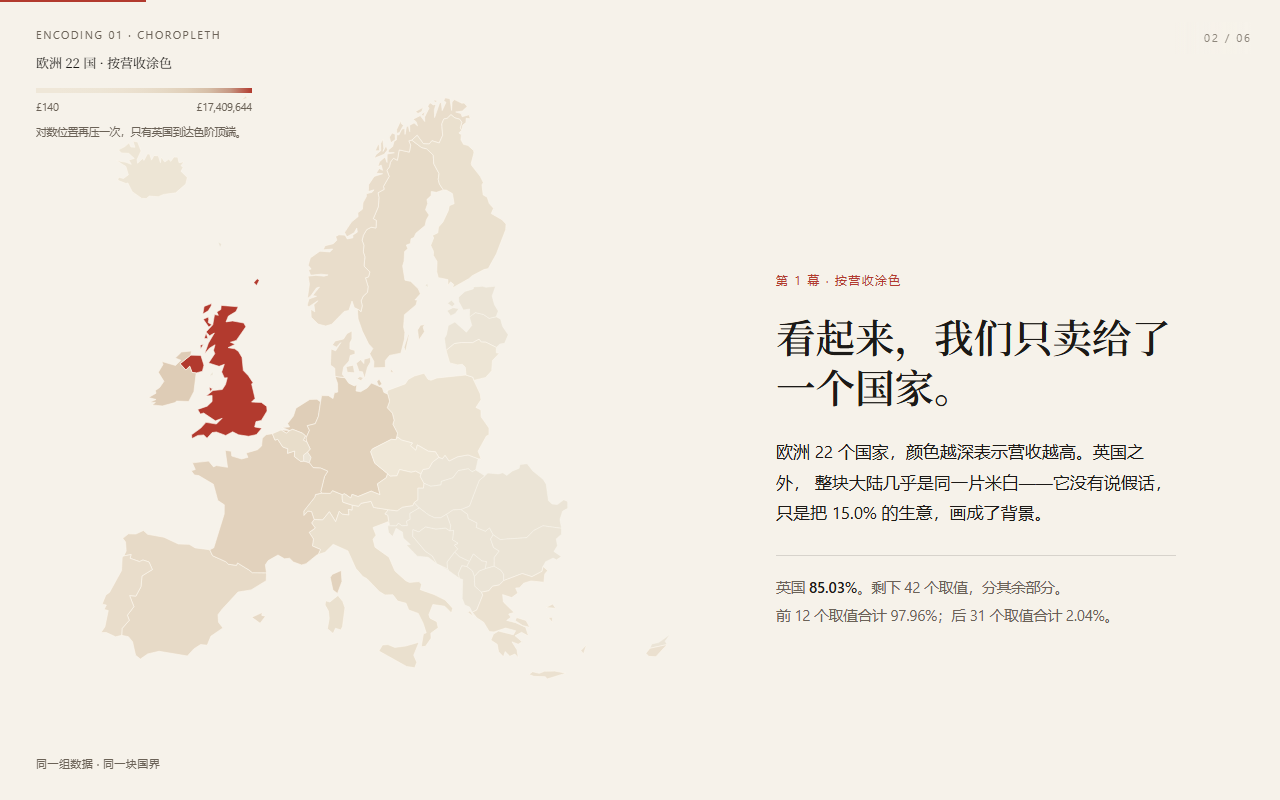 ENCODING 01 · CHOROPLETH
02 / 06
欧洲 22 国 · 按营收涂色
£140 £17,409,644
对数位置再压一次，只有英国到达色阶顶端。
第 1 幕 · 按营收涂色
看起来，我们只卖给了
一个国家。
欧洲 22 个国家，颜色越深表示营收越高。英国之
外， 整块大陆几乎是同一片米白——它没有说假话，
只是把 15.0% 的生意，画成了背景。
英国 85.03%。剩下 42 个取值，分其余部分。
前 12 个取值合计 97.96%；后 31 个取值合计 2.04%。
同一组数据 · 同一块国界